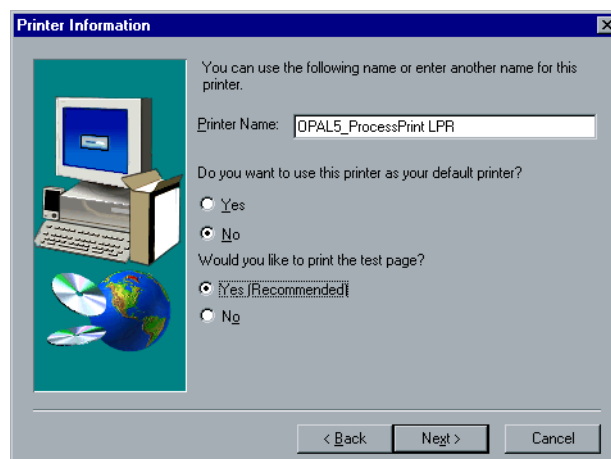 Printer Information
You can use the following name or enter another name for this
printer.
Printer Name: OPAL5_ProcessPrint LPR
Do you want to use this printer as your default printer?
Yes
No
Would you like to print the test page?
Yes (Recommended)
No
< Back Next > Cancel